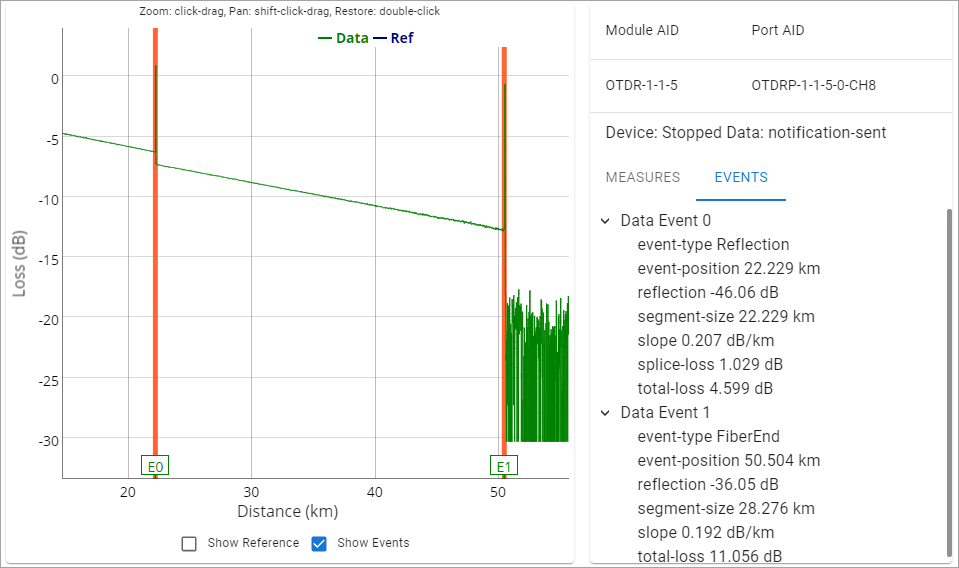 Zoom: click-drag, Pan: shift-click-drag, Restore: double-click
Data Ref
0
-5
-10
-15
-20
-25
-30
Loss (dB)
E0
E1
20 30 40 50
Distance (km)
Show Reference Show Events
Module AID Port AID
OTDR-1-1-5 OTDRP-1-1-5-0-CH8
Device: Stopped Data: notification-sent
MEASURES EVENTS
Data Event 0
event-type Reflection
event-position 22.229 km
reflection -46.06 dB
segment-size 22.229 km
slope 0.207 dB/km
splice-loss 1.029 dB
total-loss 4.599 dB
Data Event 1
event-type FiberEnd
event-position 50.504 km
reflection -36.05 dB
segment-size 28.276 km
slope 0.192 dB/km
total-loss 11.056 dB